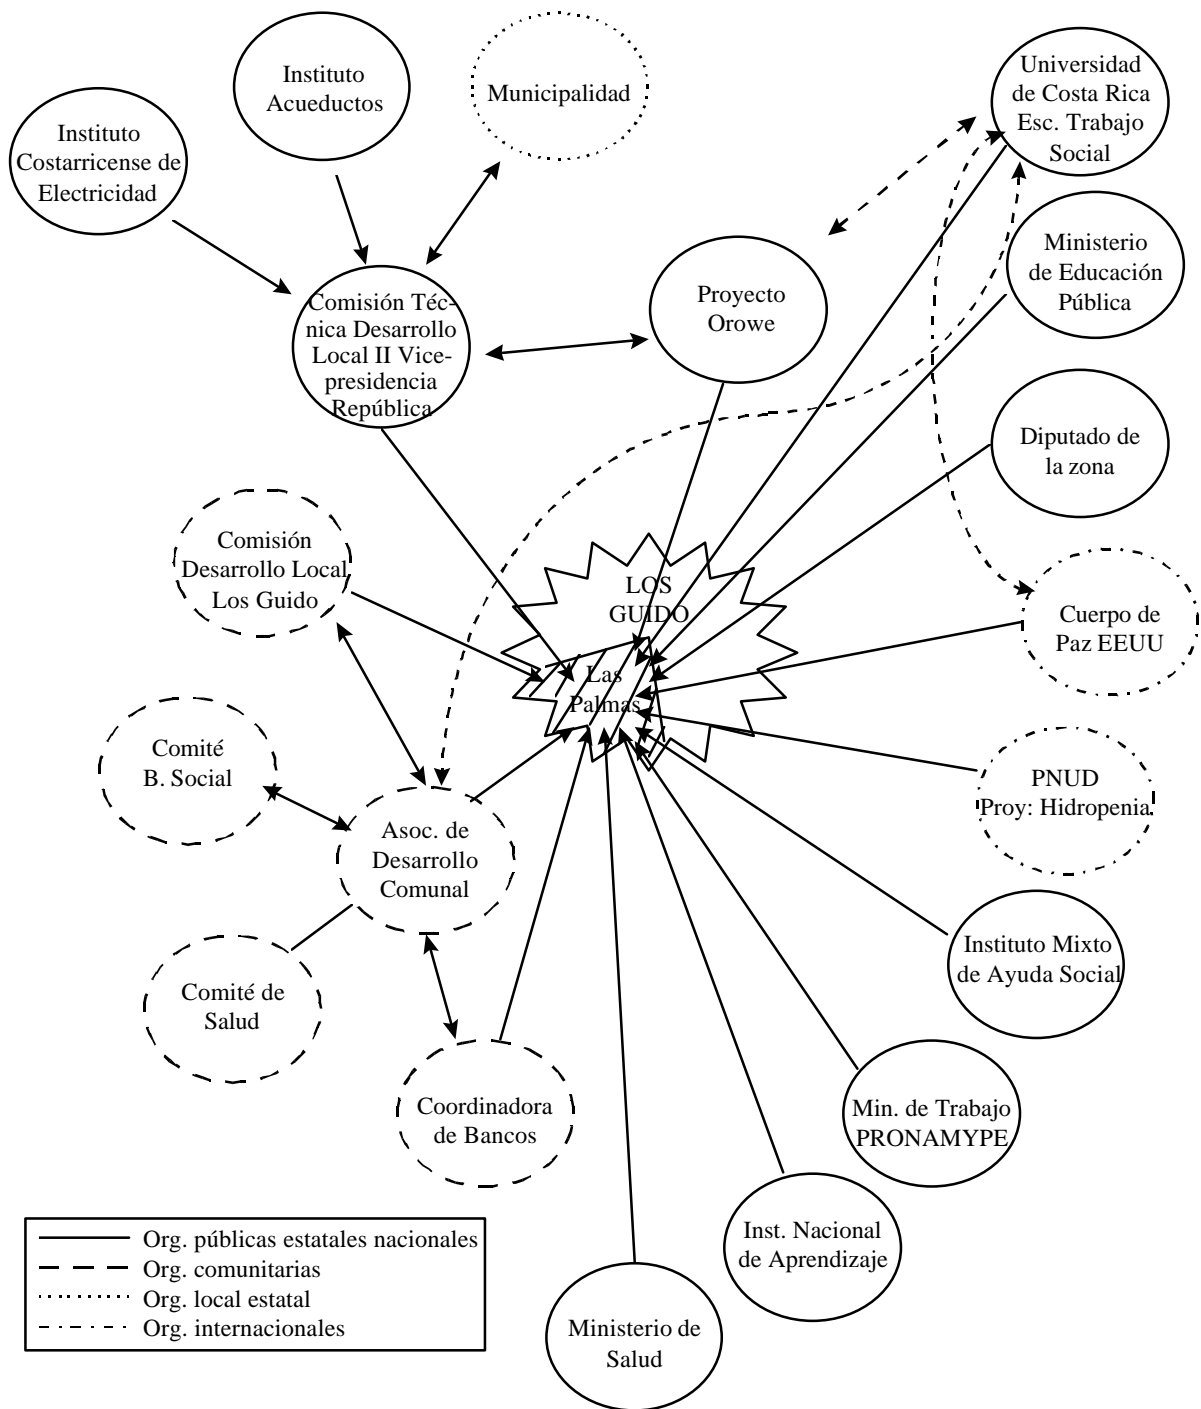 Instituto
Acueductos
Municipalidad
Universidad
de Costa Rica
Esc. Trabajo
Social
Instituto
Costarricense de
Electricidad
Ministerio
de Educación
Pública
Comisión Téc-
nica Desarrollo
Local II Vice-
presidencia
República
Proyecto
Orowe
Diputado de
la zona
Comisión
Desarrollo Local
Los Guido
LOS
GUIDO
Cuerpo de
Paz EEUU
Las
Palmas
Comité
B. Social
PNUD
Proy: Hidropenia
Asoc. de
Desarrollo
Comunal
Instituto Mixto
de Ayuda Social
Comité de
Salud
Coordinadora
de Bancos
Min. de Trabajo
PRONAMYPE
Inst. Nacional
de Aprendizaje
Ministerio de
Salud
Org. públicas estatales nacionales
Org. comunitarias
Org. local estatal
Org. internacionales